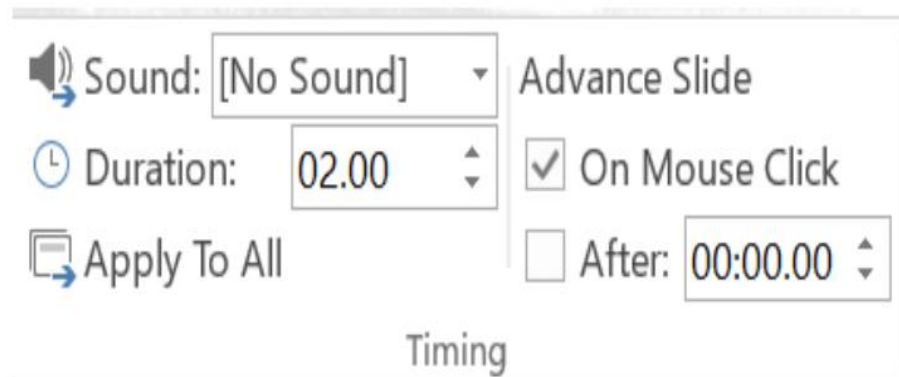 Sound: [No Sound]
Duration: 02.00
Apply To All
Advance Slide
On Mouse Click
After: 00:00.00
Timing